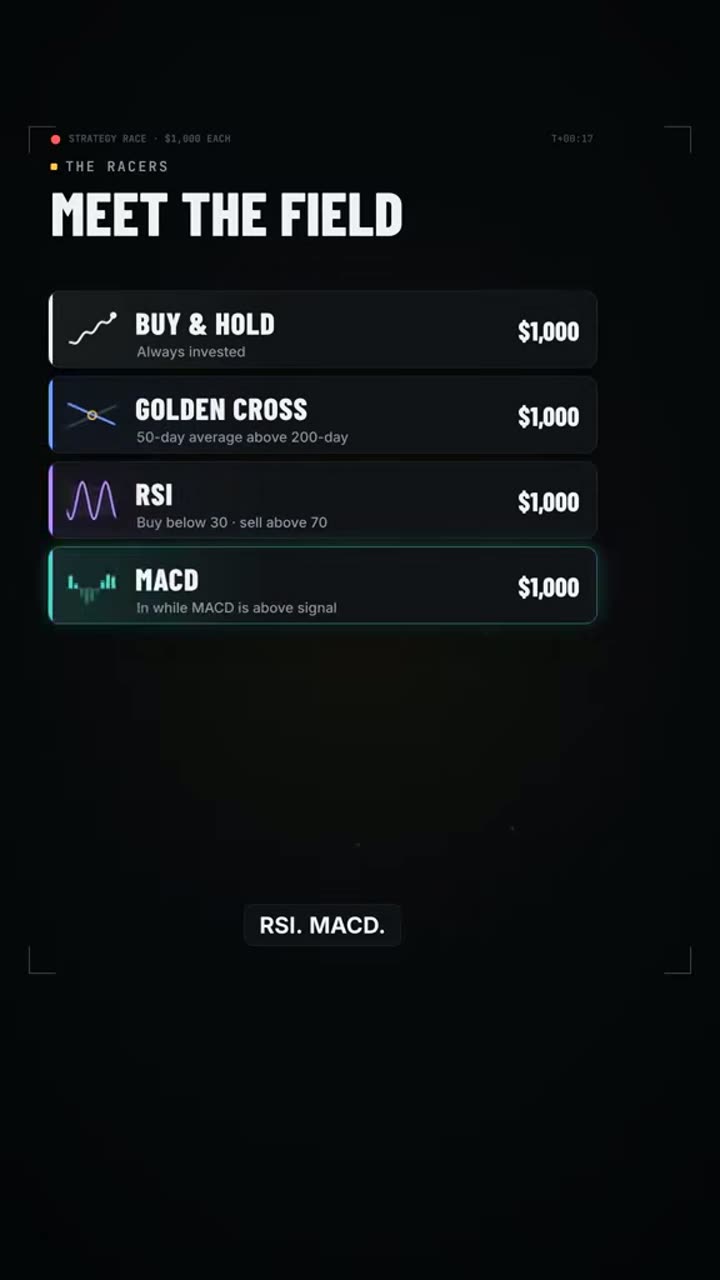 STRATEGY RACE · $1,000 EACH
T+00:17
THE RACERS
MEET THE FIELD
BUY & HOLD
$1,000
Always invested
GOLDEN CROSS
$1,000
50-day average above 200-day
RSI
$1,000
Buy below 30 · sell above 70
MACD
$1,000
In while MACD is above signal
RSI. MACD.